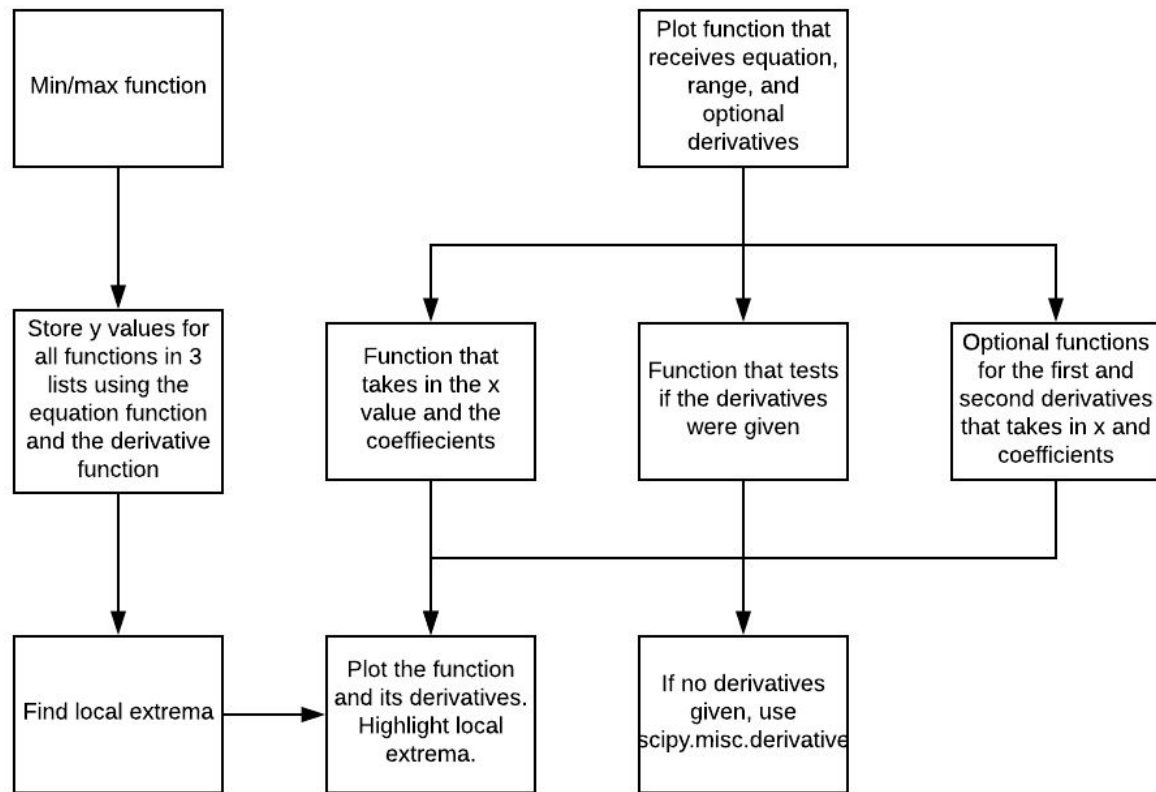 Min/max function
Plot function that
receives equation,
range, and
optional
derivatives
Store y values for
all functions in 3
lists using the
equation function
and the derivative
function
Function that
takes in the x
value and the
coeffiecients
Function that tests
if the derivatives
were given
Optional functions
for the first and
second derivatives
that takes in x and
coefficients
Find local extrema
Plot the function
and its derivatives.
Highlight local
extrema.
If no derivatives
given, use
scipy.misc.derivative